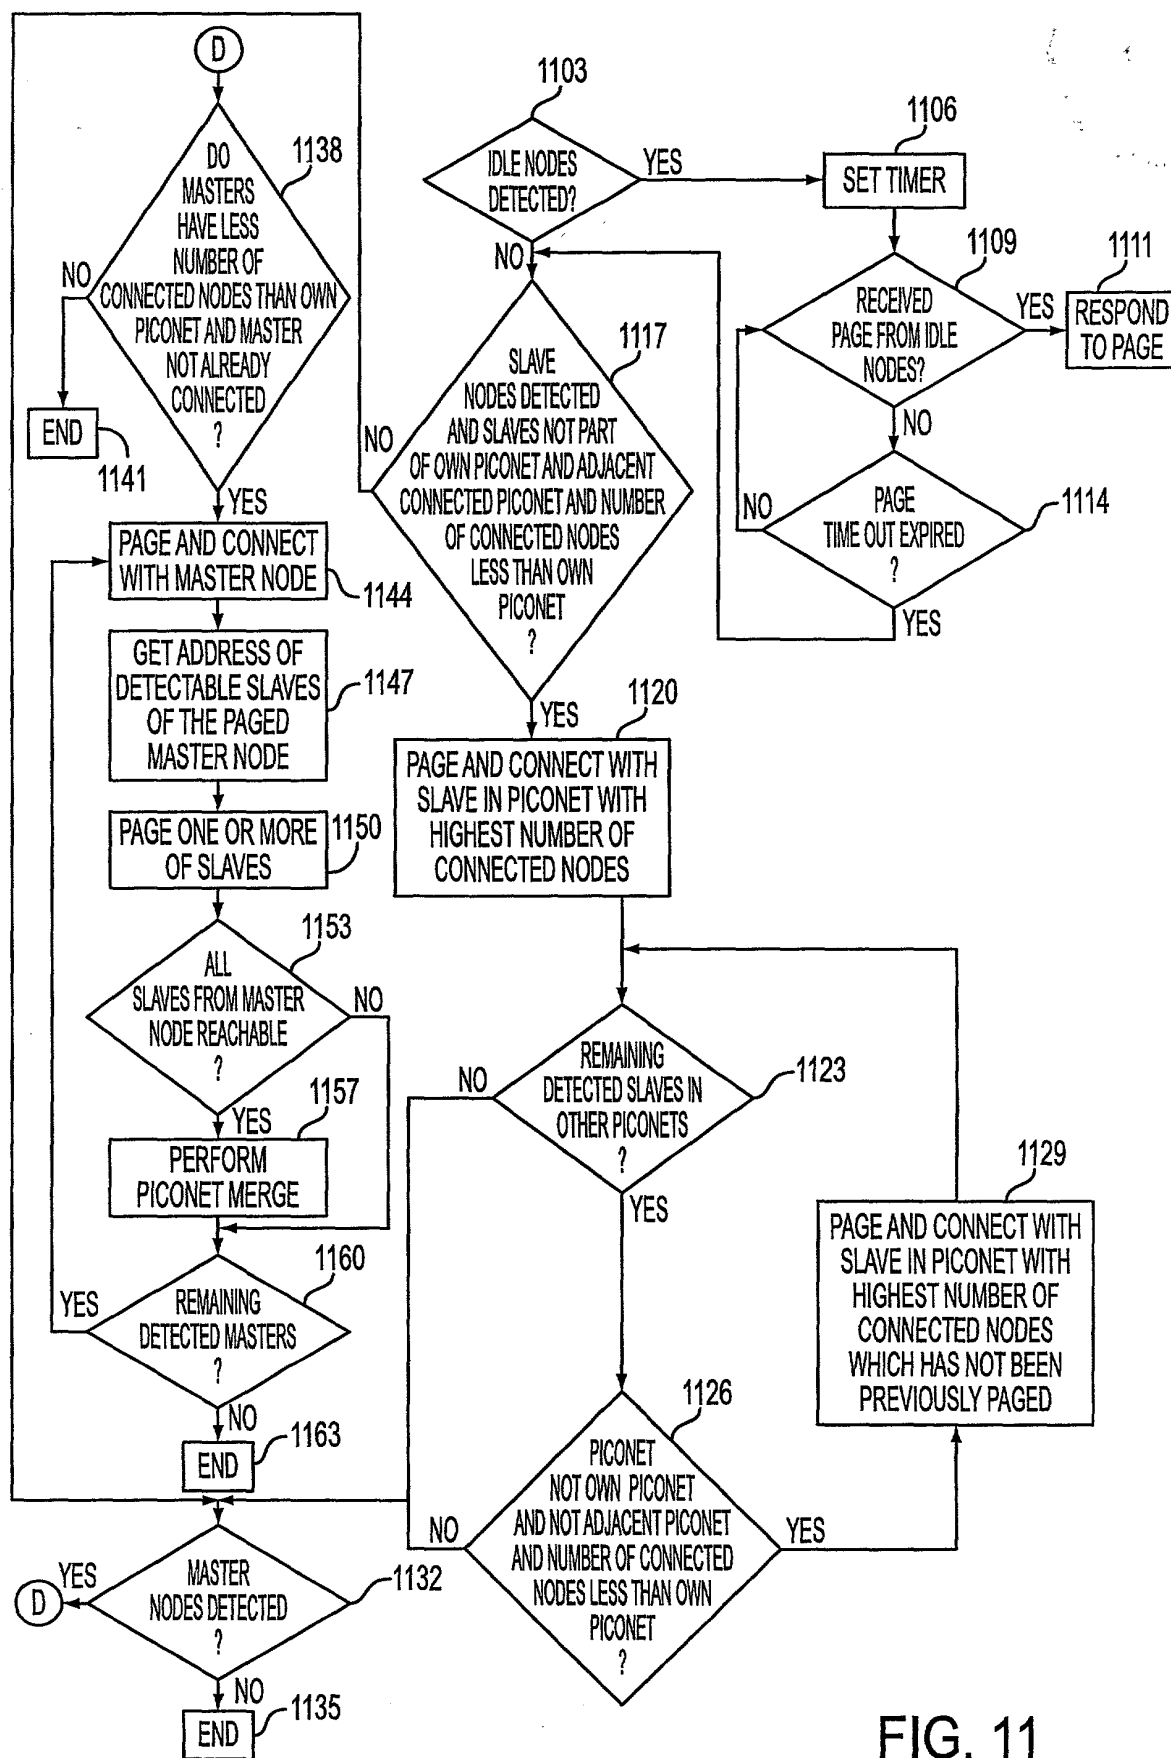 D
DO
MASTERS
HAVE LESS
NUMBER OF
CONNECTED NODES THAN OWN
PICONET AND MASTER
NOT ALREADY
CONNECTED
?
1138
NO
END
1141
YES
PAGE AND CONNECT
WITH MASTER NODE
1144
GET ADDRESS OF
DETECTABLE SLAVES
OF THE PAGED
MASTER NODE
1147
PAGE ONE OR MORE
OF SLAVES
1150
1153
ALL
SLAVES FROM MASTER
NODE REACHABLE
?
NO
YES
1157
PERFORM
PICONET MERGE
1160
YES
REMAINING
DETECTED MASTERS
?
NO
1163
END
YES
D
MASTER
NODES DETECTED
?
1132
NO
END
1135
1103
IDLE NODES
DETECTED?
YES
NO
1106
SET TIMER
1109
RECEIVED
PAGE FROM IDLE
NODES?
YES
1111
RESPOND
TO PAGE
NO
NO
PAGE
TIME OUT EXPIRED
?
1114
YES
1117
NO
SLAVE
NODES DETECTED
AND SLAVES NOT PART
OF OWN PICONET AND ADJACENT
CONNECTED PICONET AND NUMBER
OF CONNECTED NODES
LESS THAN OWN
PICONET
?
YES
1120
PAGE AND CONNECT WITH
SLAVE IN PICONET WITH
HIGHEST NUMBER OF
CONNECTED NODES
NO
REMAINING
DETECTED SLAVES IN
OTHER PICONETS
?
1123
YES
1126
NO
PICONET
NOT OWN PICONET
AND NOT ADJACENT PICONET
AND NUMBER OF CONNECTED
NODES LESS THAN OWN
PICONET
?
YES
1129
PAGE AND CONNECT WITH
SLAVE IN PICONET WITH
HIGHEST NUMBER OF
CONNECTED NODES
WHICH HAS NOT BEEN
PREVIOUSLY PAGED
FIG. 11